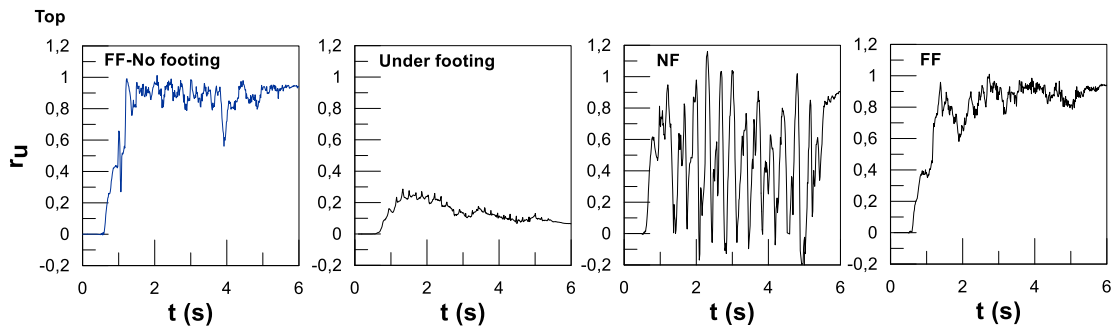 Top
FF-No footing
Under footing
NF
FF
1,2 1,2 1,2 1,2
1 1 1 1
0,8 0,8 0,8 0,8
0,6 0,6 0,6 0,6
0,4 0,4 0,4 0,4
0,2 0,2 0,2 0,2
0 0 0 0
-0,2 -0,2 -0,2 -0,2
ru
0 2 4 6 0 2 4 6 0 2 4 6 0 2 4 6
t (s) t (s) t (s) t (s)